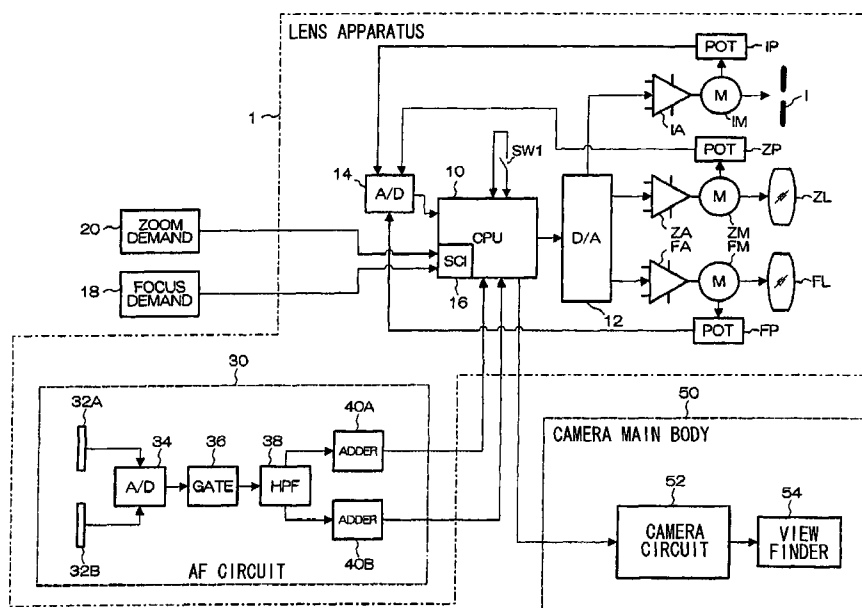 LENS APPARATUS
POT
IP
M
I
IA
IM
1
SW1
POT
ZP
14
A/D
10
CPU
M
ZL
20
ZOOM
DEMAND
D/A
ZA
ZM
SCI
FA
FM
18
FOCUS
DEMAND
16
M
FL
12
POT
FP
30
32A
40A
50
34
36
38
ADDER
CAMERA MAIN BODY
A/D
GATE
HPF
52
54
ADDER
CAMERA
CIRCUIT
VIEW
FINDER
32B
AF CIRCUIT
40B